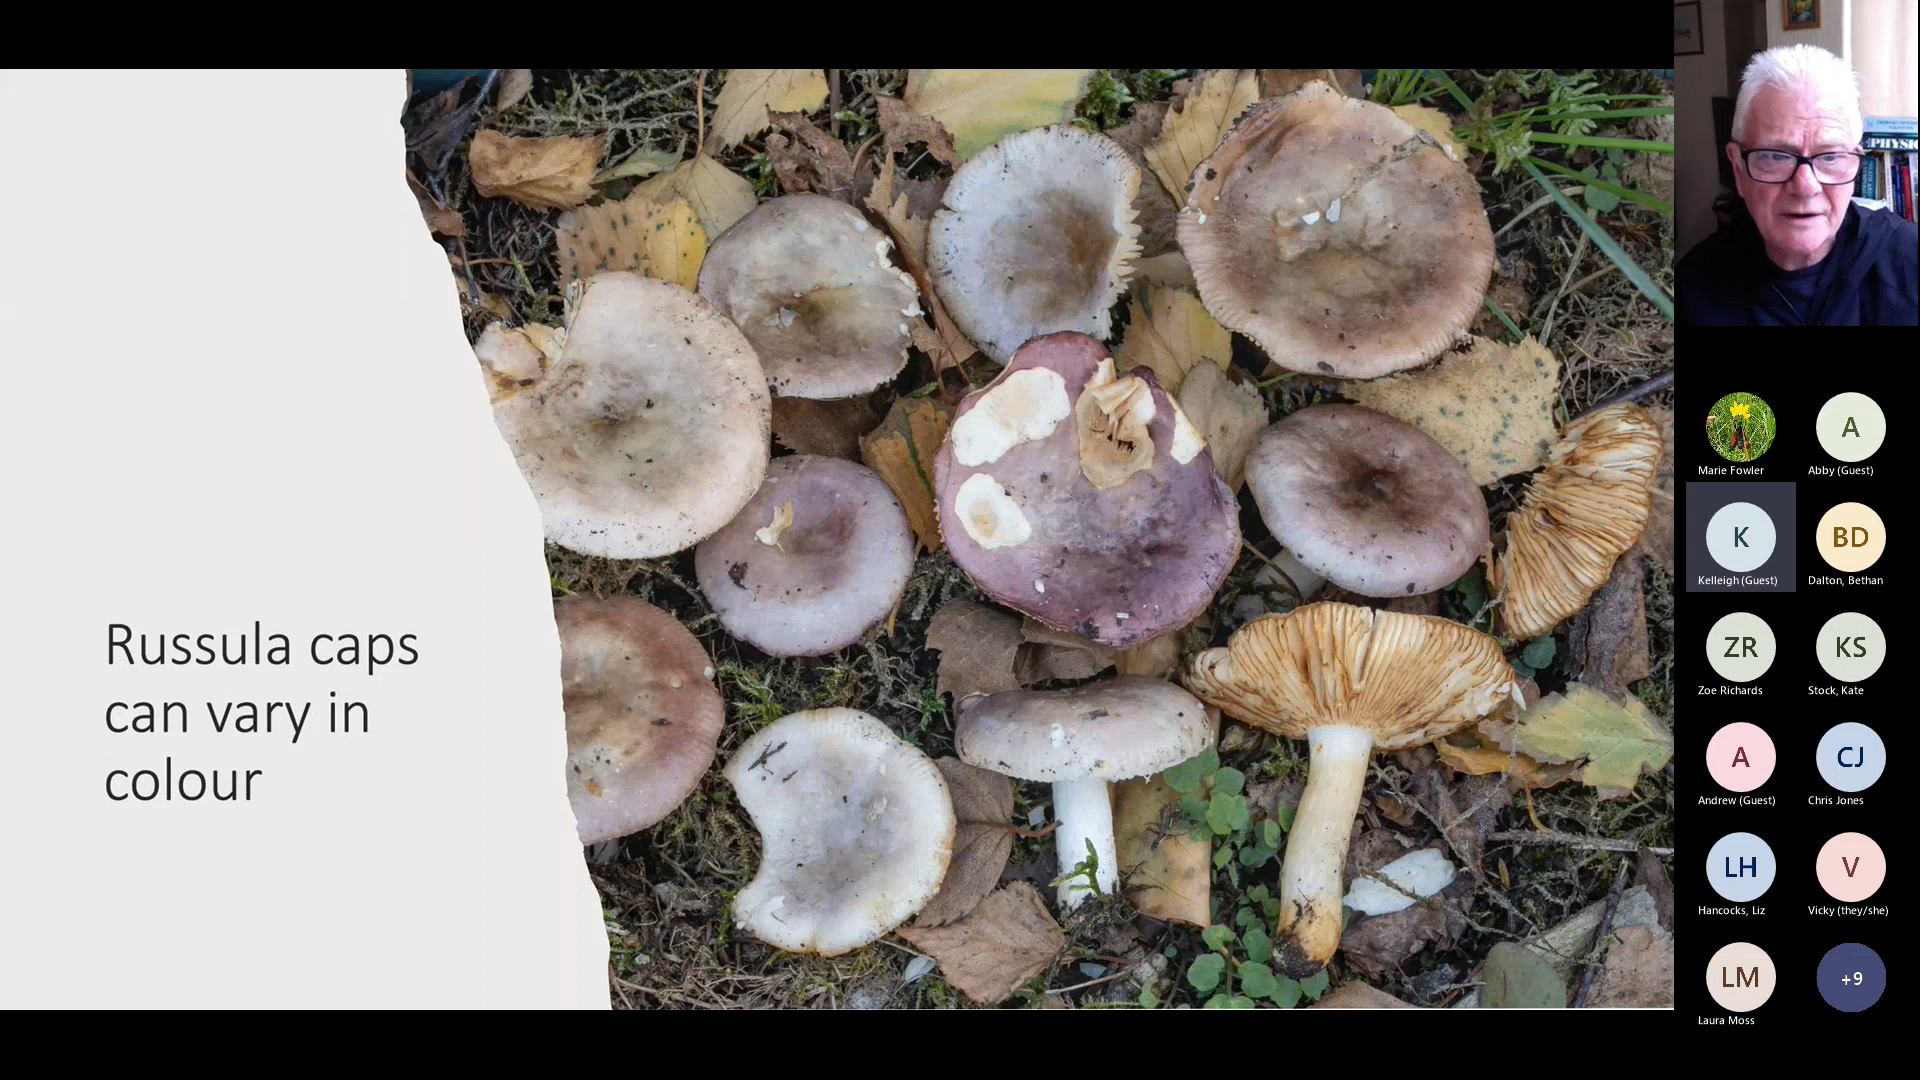 Russula caps
can vary in
colour
PHYSIC
Marie Fowler
A
Abby (Guest)
K
Kelleigh (Guest)
BD
Dalton, Bethan
ZR
Zoe Richards
KS
Stock, Kate
A
Andrew (Guest)
CJ
Chris Jones
LH
Hancocks, Liz
V
Vicky (they/she)
LM
Laura Moss
+9